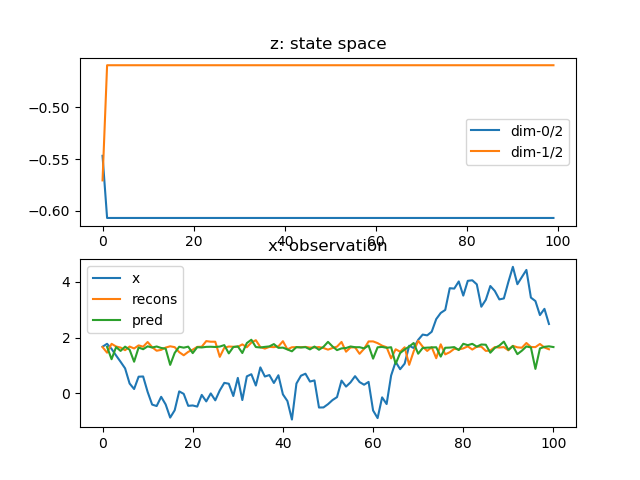 z: state space
−0.50
−0.55
−0.60
dim-0/2
dim-1/2
0 20 40 60 80 100
x: observation
4
2
0
x
recons
pred
0 20 40 60 80 100